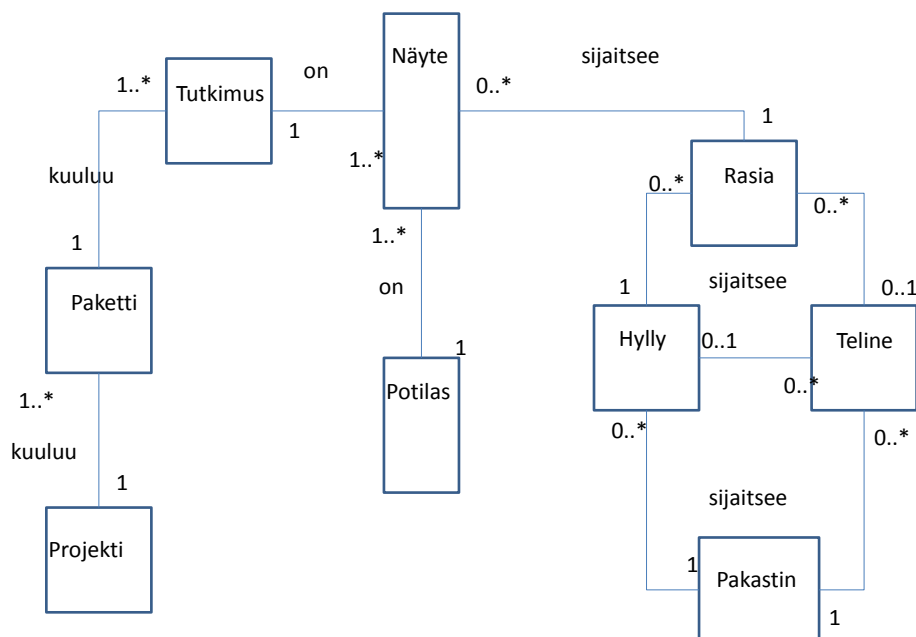 Näyte
sijaitsee
on
1..*
Tutkimus
0..*
1
1
1..*
Rasia
kuuluu
0..*
0..*
1..*
1
sijaitsee
on
1
0..1
Paketti
Hylly
0..1
Teline
1
0..*
Potilas
1..*
0..*
0..*
kuuluu
1
sijaitsee
Projekti
1
Pakastin
1